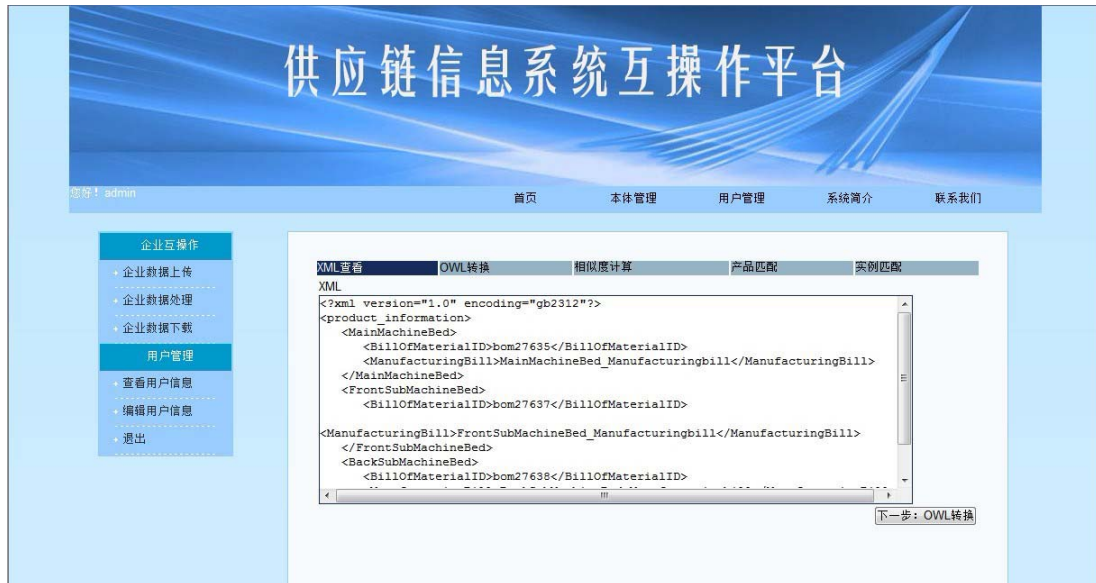 供应链信息系统互操作平台
您好！admin
首页 本体管理 用户管理 系统简介 联系我们
企业互操作
企业数据上传
企业数据处理
企业数据下载
用户管理
查看用户信息
编辑用户信息
退出
XML查看 OWL转换 相似度计算 产品匹配 实例匹配
XML
<?xml version="1.0" encoding="gb2312"?>
<product_information>
<MainMachineBed>
<BillOfMaterialID>bom27635</BillOfMaterialID>
<ManufacturingBill>MainMachineBed_Manufacturingbill</ManufacturingBill>
</MainMachineBed>
<FrontSubMachineBed>
<BillOfMaterialID>bom27637</BillOfMaterialID>
<ManufacturingBill>FrontSubMachineBed_Manufacturingbill</ManufacturingBill>
</FrontSubMachineBed>
<BackSubMachineBed>
<BillOfMaterialID>bom27638</BillOfMaterialID>
下一步：OWL转换